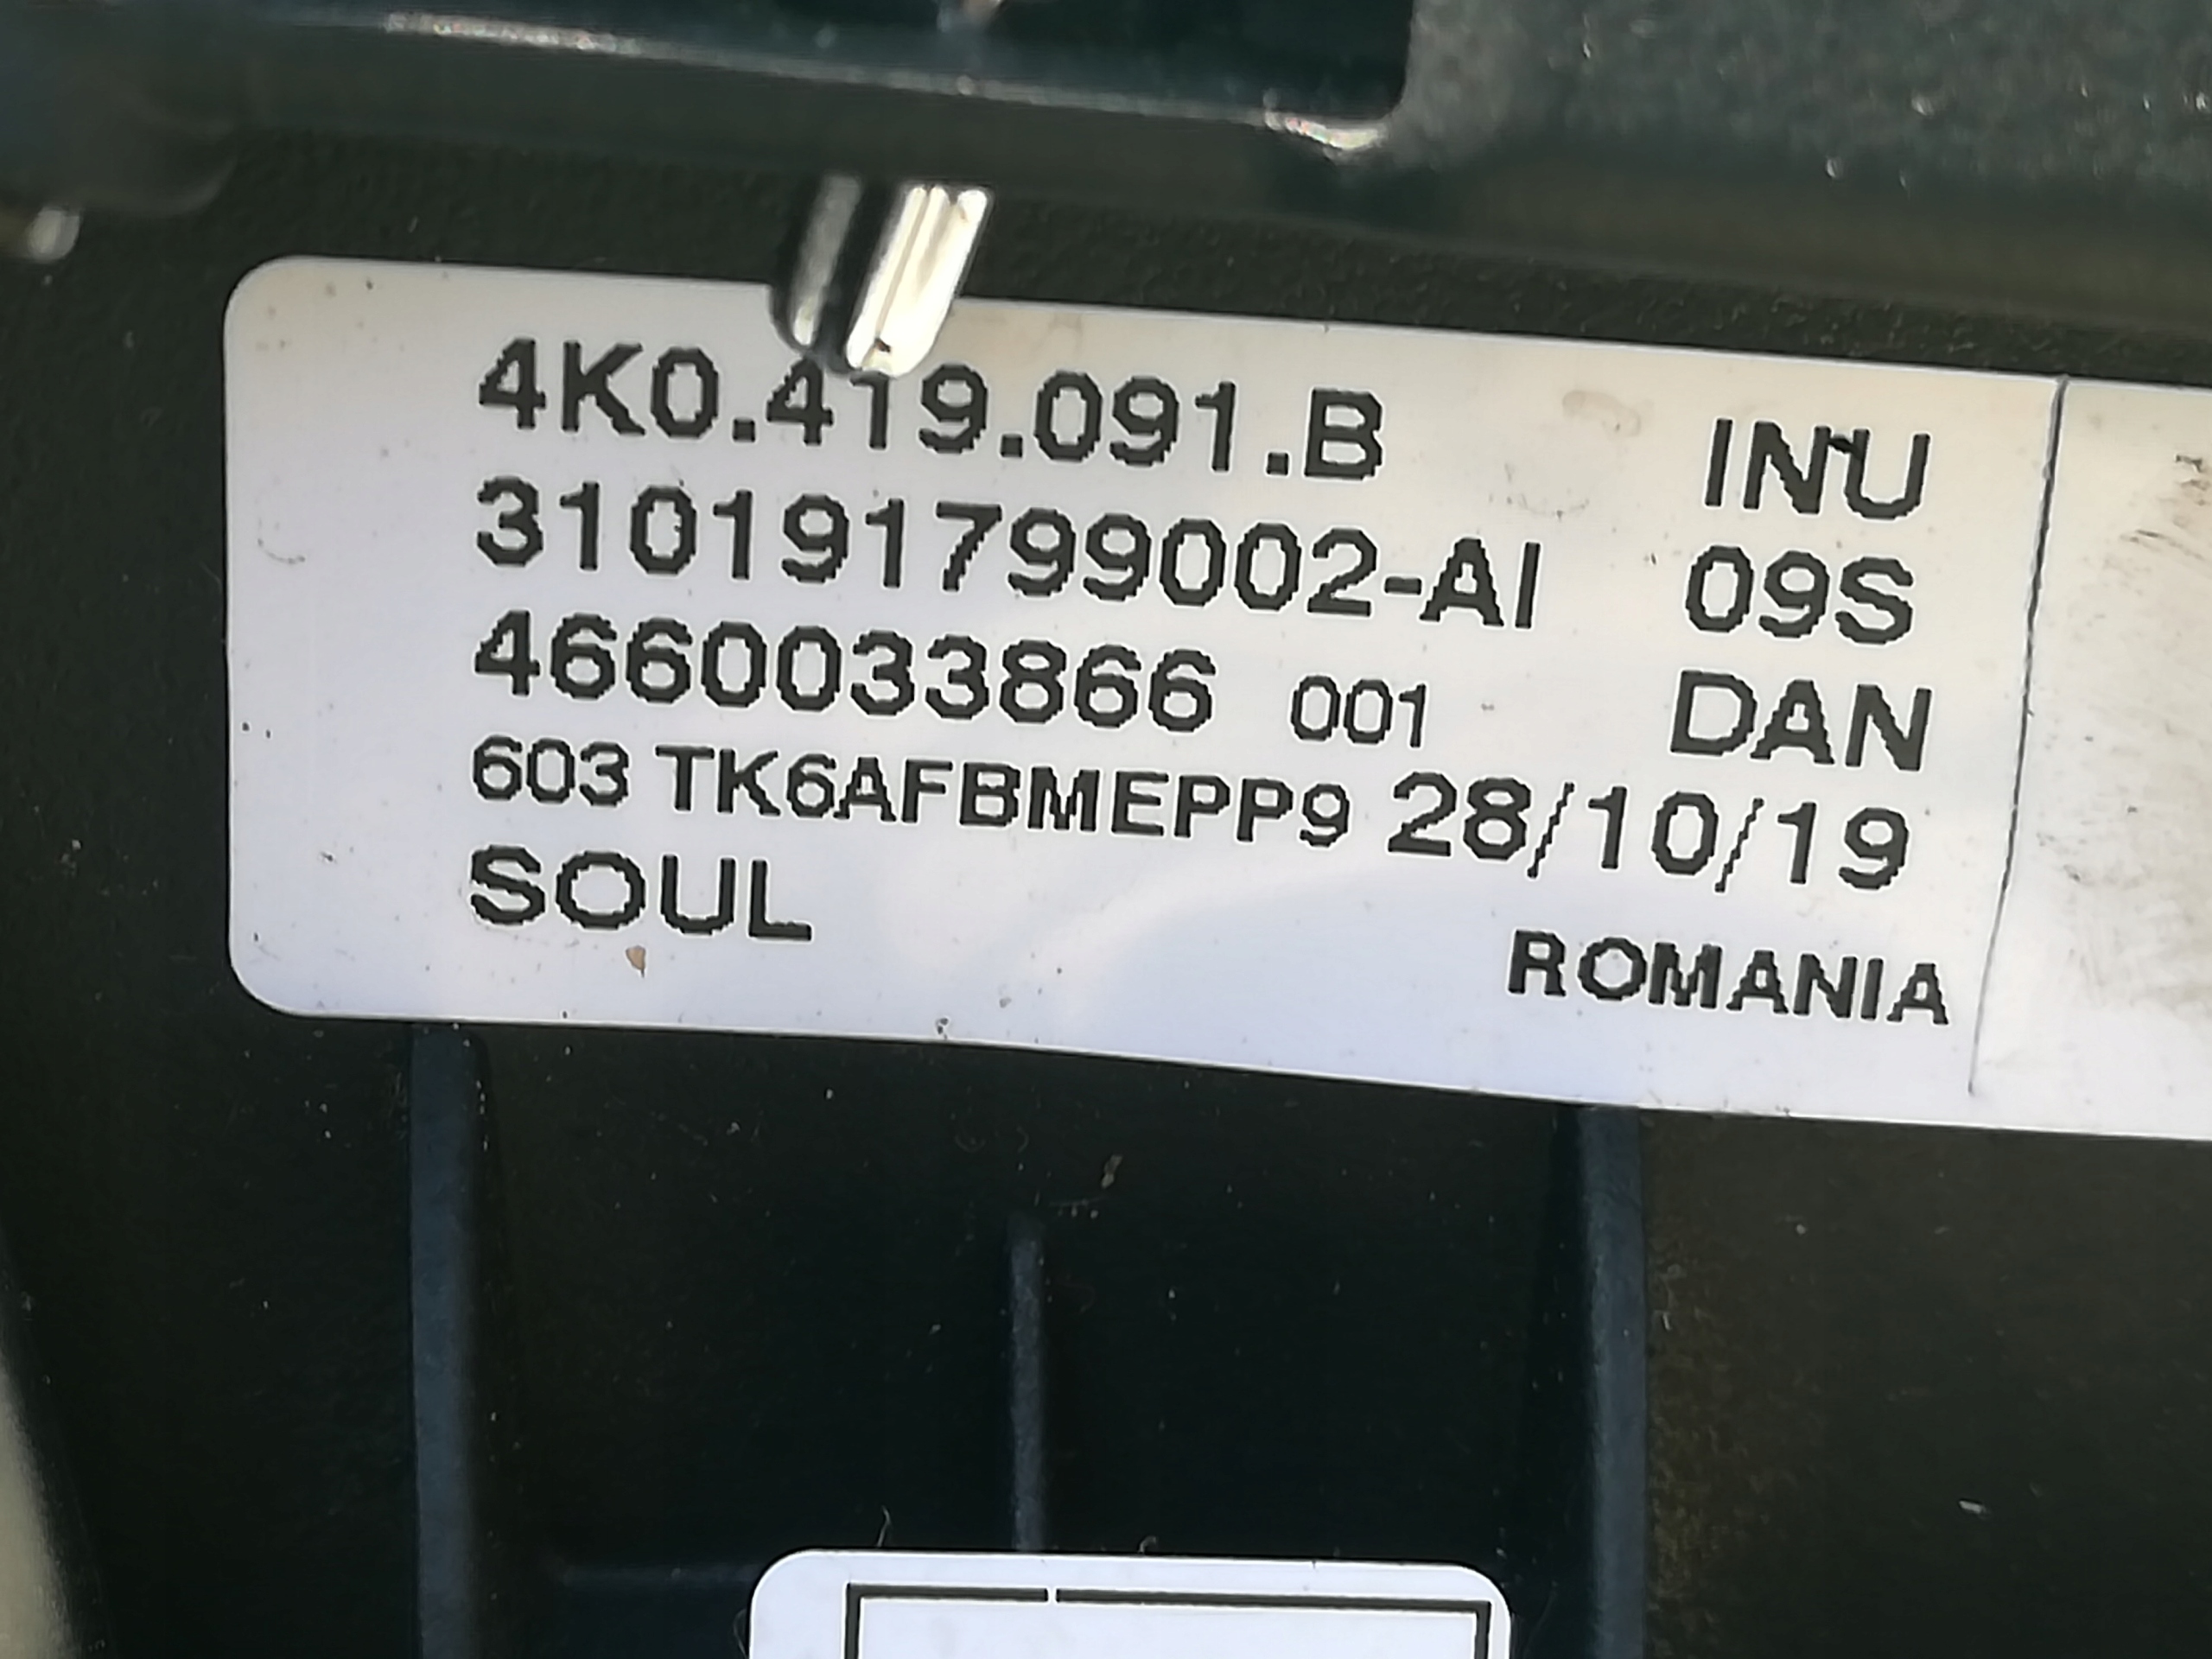 4K0.419.091.B INU
310191799002-AI 09S
4660033866 001 DAN
603 TK6AFBMEPP9 28/10/19
SOUL
ROMANIA